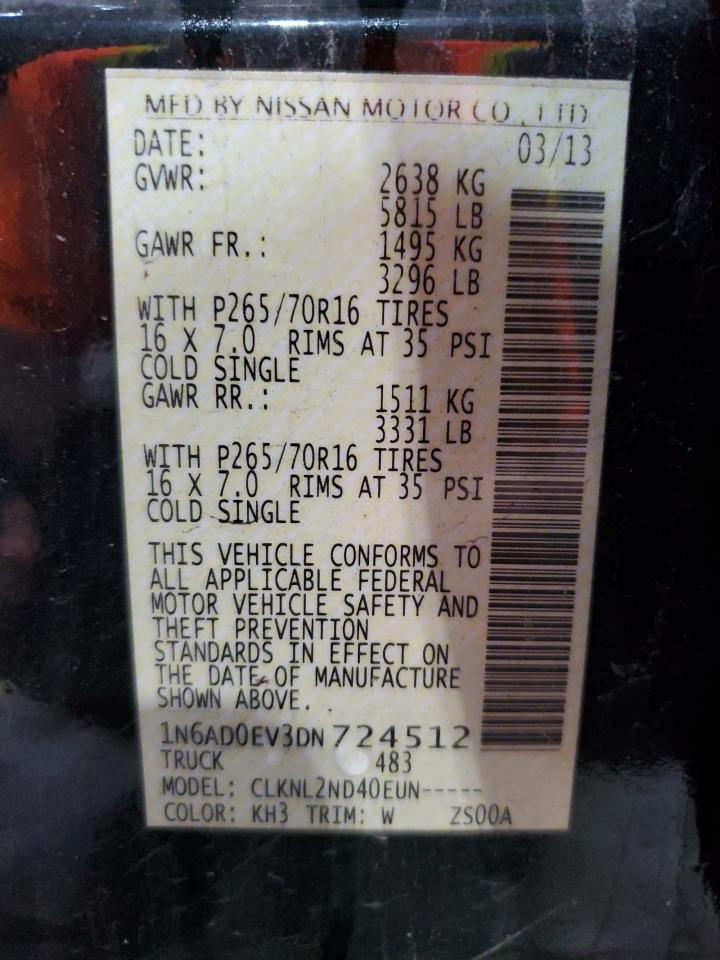 MFD BY NISSAN MOTOR CO., LTD
DATE: 03/13
GVWR: 2638 KG
5815 LB
GAWR FR.: 1495 KG
3296 LB
WITH P265/70R16 TIRES
16 X 7.0 RIMS AT 35 PSI
COLD SINGLE
GAWR RR.: 1511 KG
3331 LB
WITH P265/70R16 TIRES
16 X 7.0 RIMS AT 35 PSI
COLD SINGLE
THIS VEHICLE CONFORMS TO
ALL APPLICABLE FEDERAL
MOTOR VEHICLE SAFETY AND
THEFT PREVENTION
STANDARDS IN EFFECT ON
THE DATE OF MANUFACTURE
SHOWN ABOVE.
1N6AD0EV3DN724512
TRUCK 483
MODEL: CLKNL2ND40EUN-----
COLOR: KH3 TRIM: W ZS00A